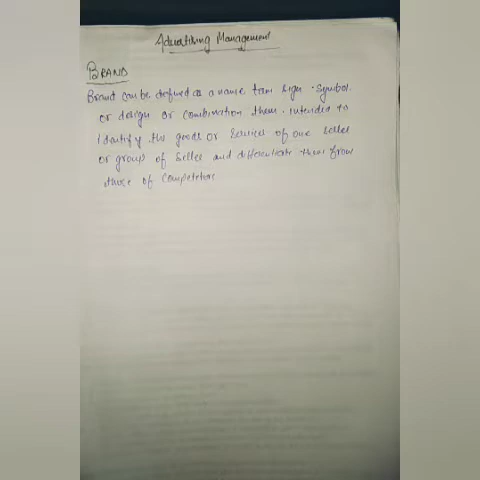 Advertising Management
BRAND
Brand can be defined as a name term sign symbol
or design or combination them. intended to
identify the goods or services of one seller
or group of seller and differentiate them from
those of competitors